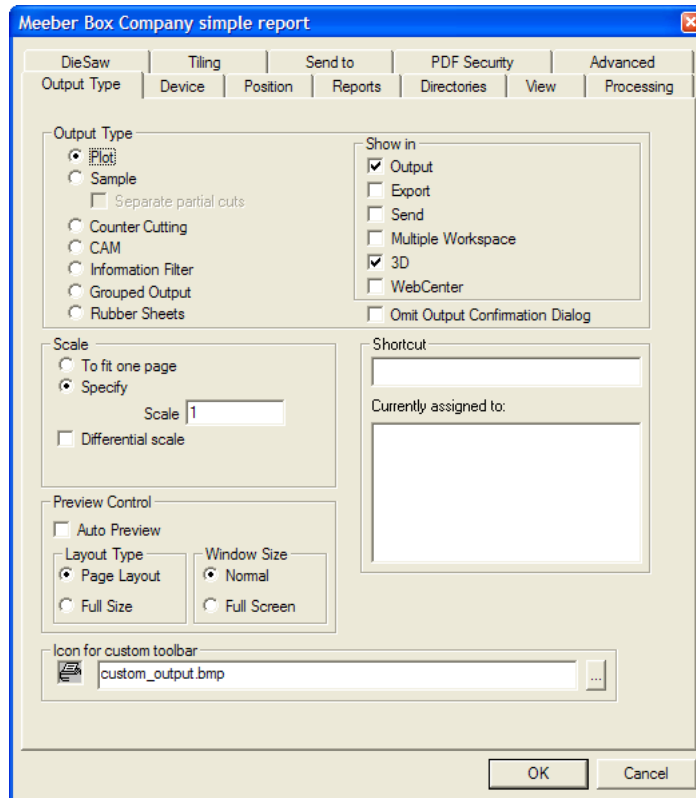 Meeber Box Company simple report
DieSaw Tiling Send to PDF Security Advanced
Output Type Device Position Reports Directories View Processing
Output Type
Plot
Sample
Separate partial cuts
Counter Cutting
CAM
Information Filter
Grouped Output
Rubber Sheets
Show in
Output
Export
Send
Multiple Workspace
3D
WebCenter
Omit Output Confirmation Dialog
Scale
To fit one page
Specify
Scale 1
Differential scale
Shortcut
Currently assigned to:
Preview Control
Auto Preview
Layout Type
Page Layout
Full Size
Window Size
Normal
Full Screen
Icon for custom toolbar
custom_output.bmp ...
OK Cancel